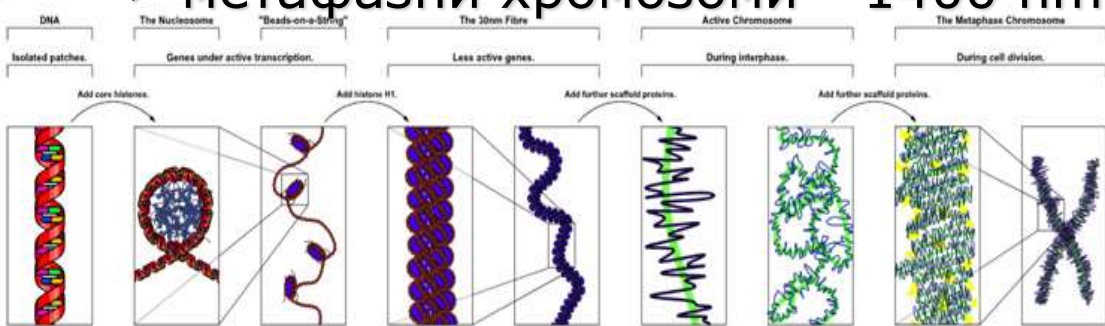 метафазни хромозоми – 1400 nm
DNA The Nucleosome "Beads-on-a-String" The 30nm Fibre Active Chromosome The Metaphase Chromosome
Isolated patches. Genes under active transcription. Less active genes. During interphase. During cell division.
Add core histones. Add histone H1. Add further scaffold proteins. Add further scaffold proteins.